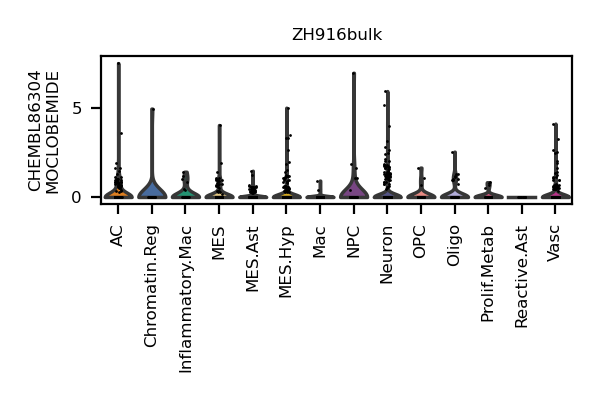 ZH916bulk
CHEMBL86304
MOCLOBEMIDE
5
0
AC
Chromatin.Reg
Inflammatory.Mac
MES
MES.Ast
MES.Hyp
Mac
NPC
Neuron
OPC
Oligo
Prolif.Metab
Reactive.Ast
Vasc